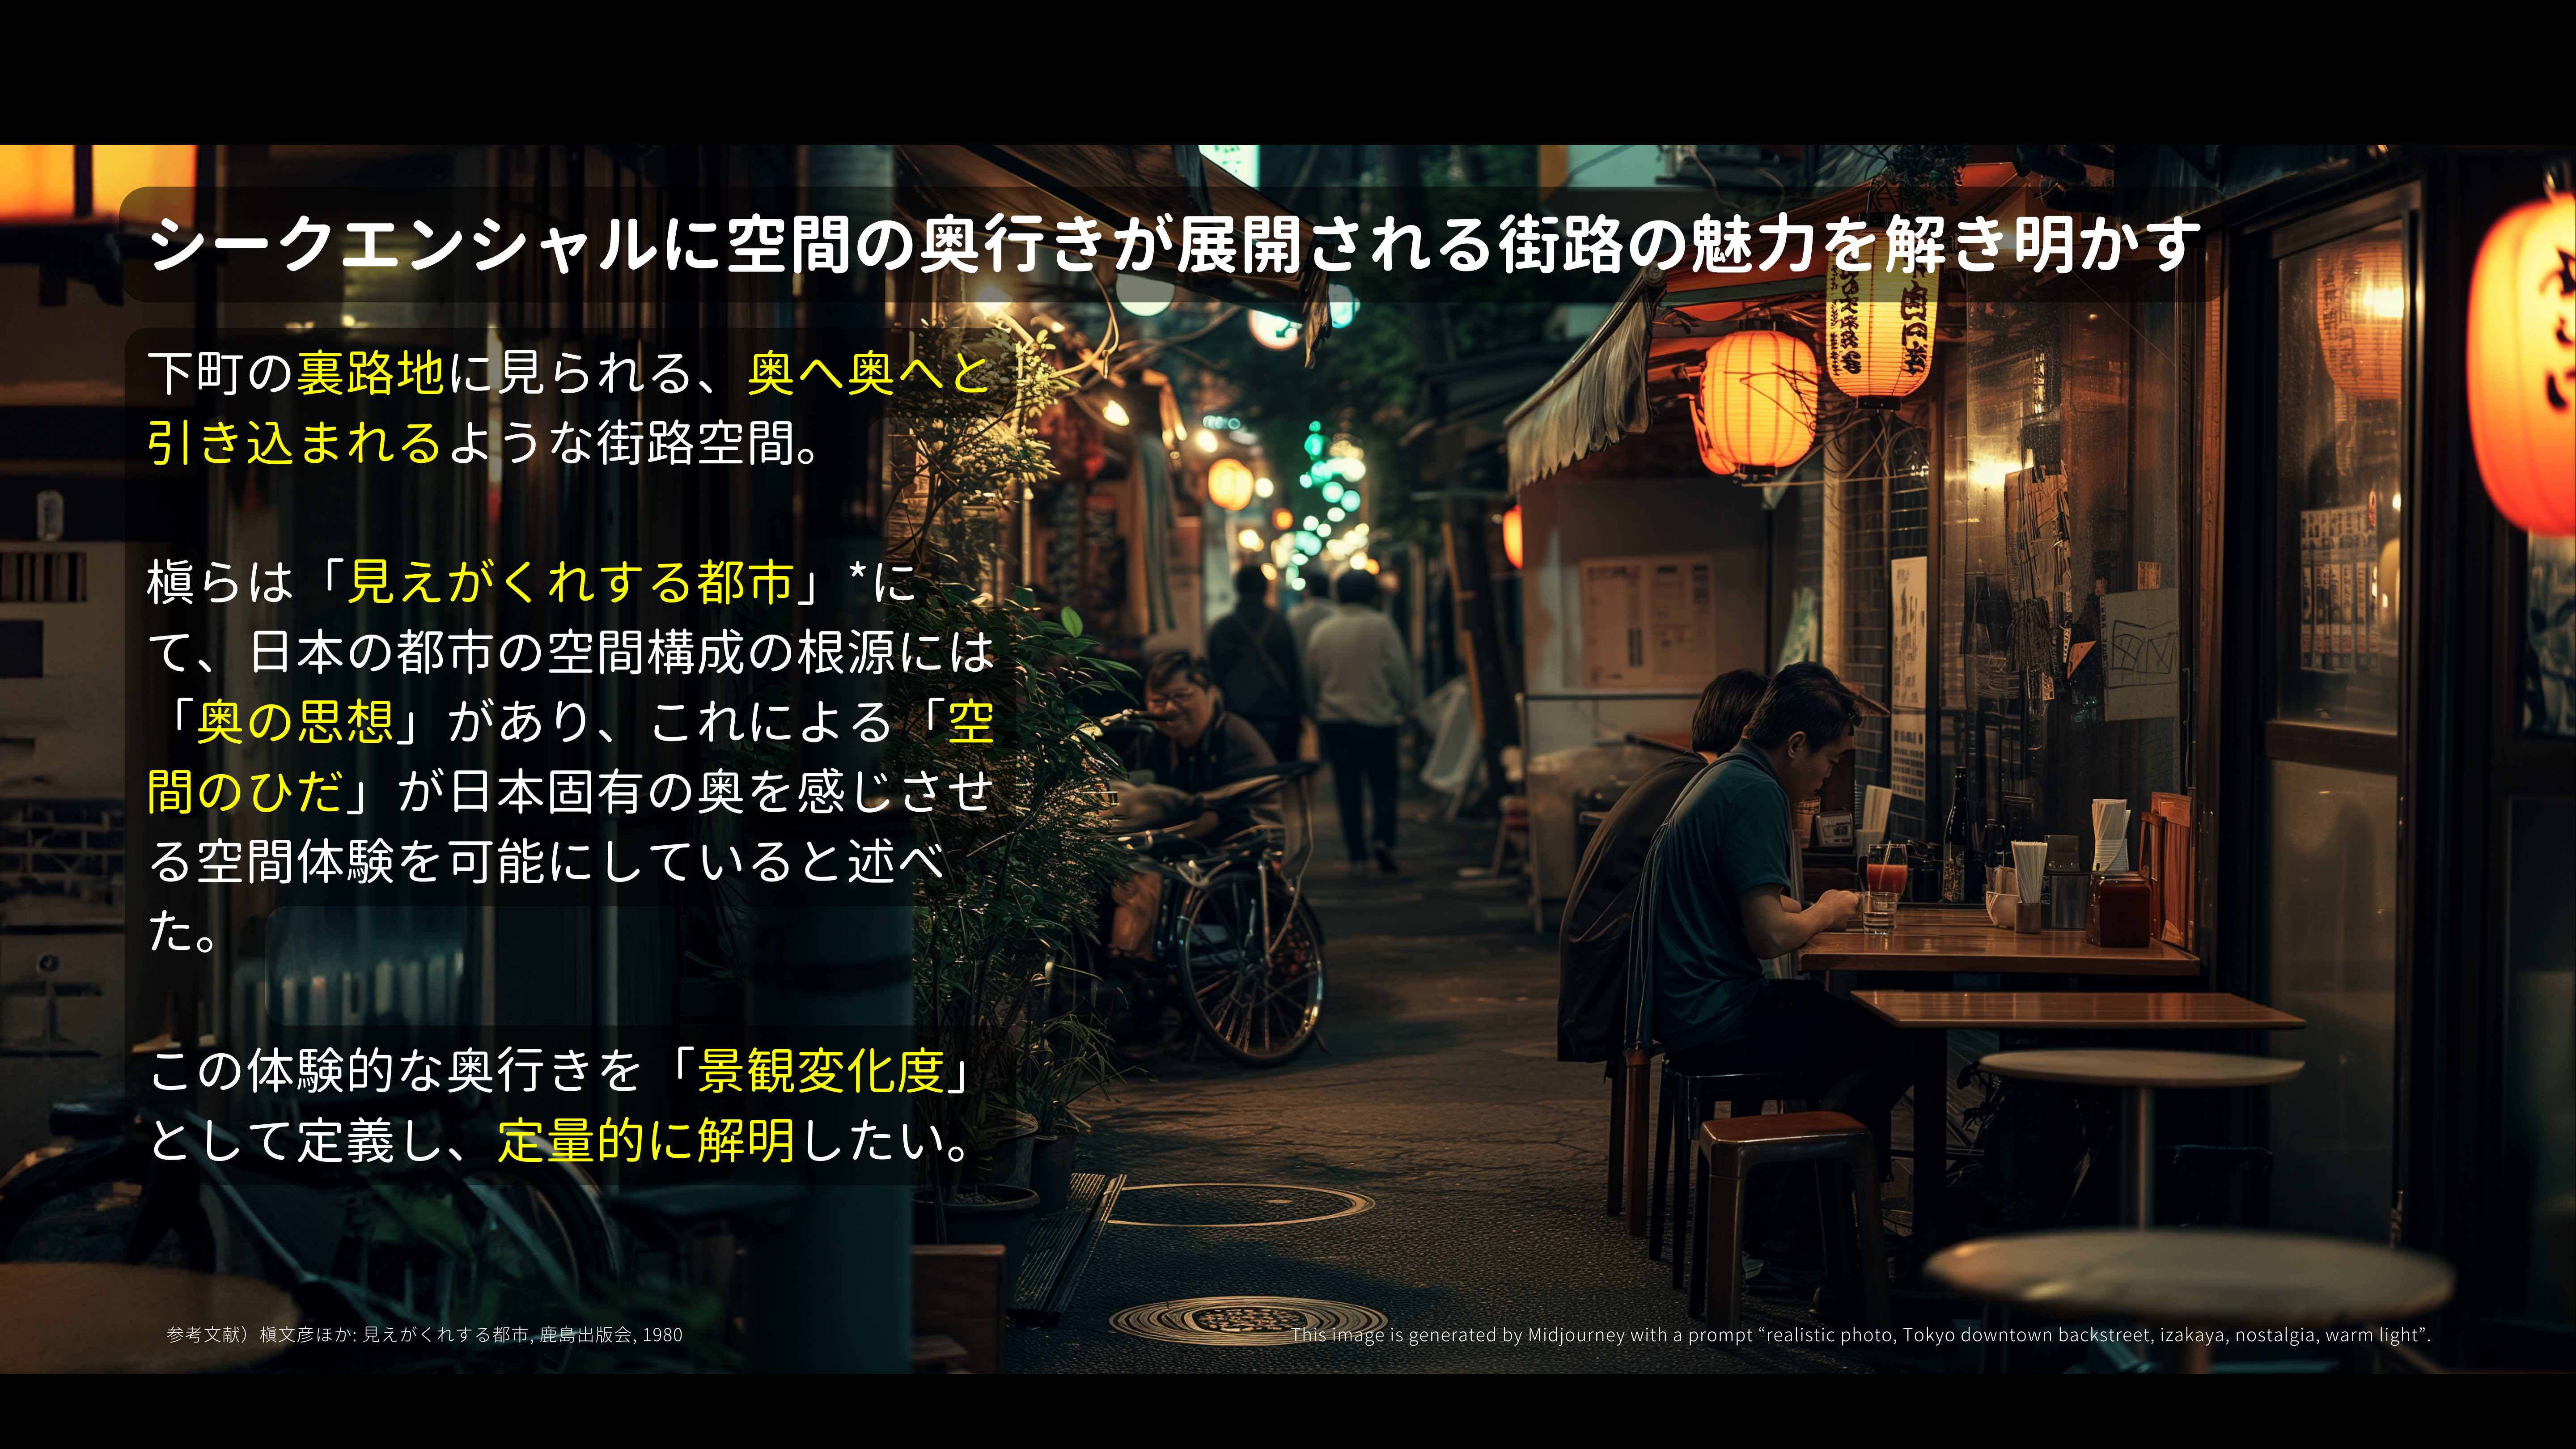 シークエンシャルに空間の奥行きが展開される街路の魅力を解き明かす
下町の裏路地に見られる、奥へ奥へと
引き込まれるような街路空間。
槇らは「見えがくれする都市」*に
て、日本の都市の空間構成の根源には
「奥の思想」があり、これによる「空
間のひだ」が日本固有の奥を感じさせ
る空間体験を可能にしていると述べ
た。
この体験的な奥行きを「景観変化度」
として定義し、定量的に解明したい。
参考文献）槇文彦ほか: 見えがくれする都市, 鹿島出版会, 1980
This image is generated by Midjourney with a prompt “realistic photo, Tokyo downtown backstreet, izakaya, nostalgia, warm light”.